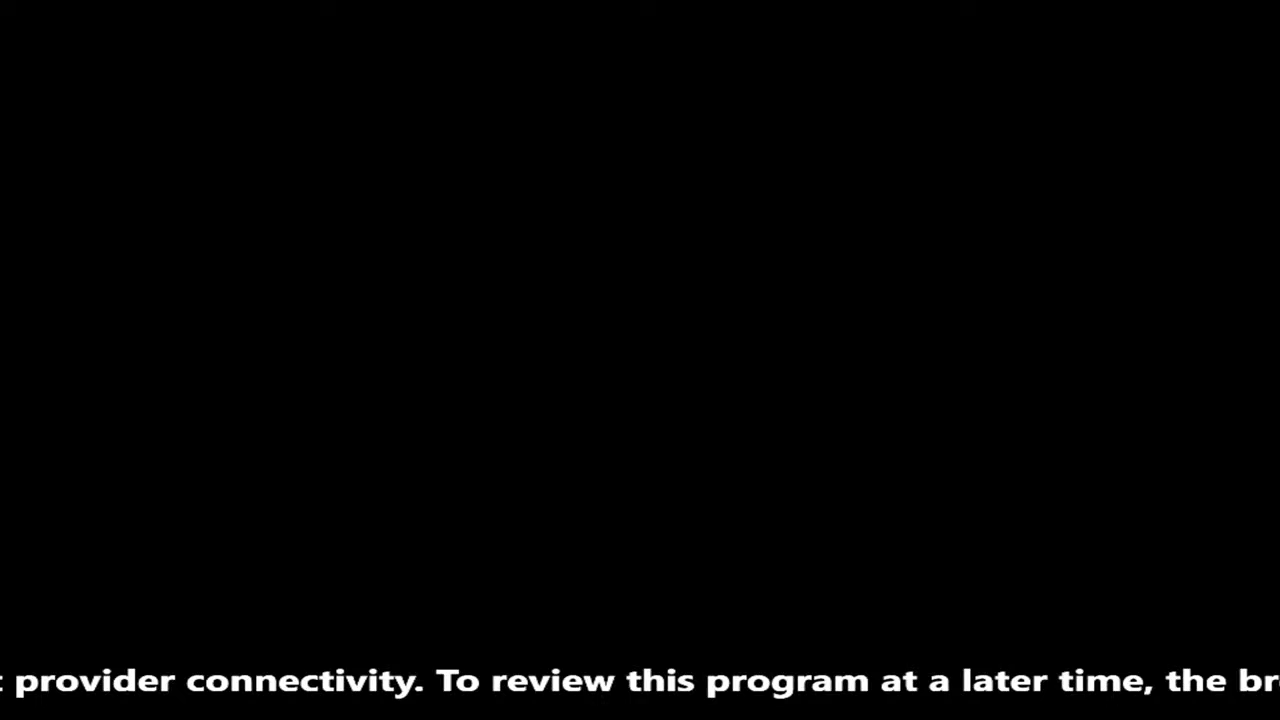 provider connectivity. To review this program at a later time, the